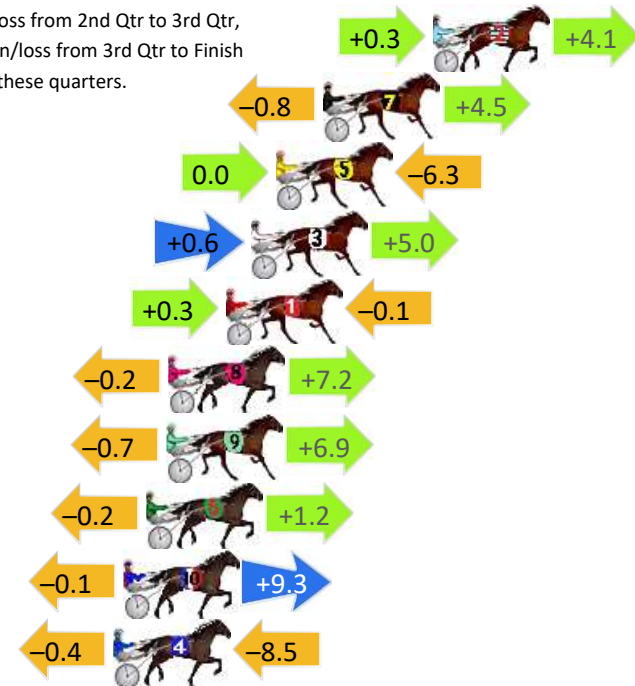 oss from 2nd Qtr to 3rd Qtr,
n/loss from 3rd Qtr to Finish
these quarters.
+0.3 2 +4.1
–0.8 7 +4.5
0.0 5 –6.3
+0.6 3 +5.0
+0.3 1 –0.1
–0.2 8 +7.2
–0.7 9 +6.9
–0.2 +1.2
–0.1 10 +9.3
–0.4 4 –8.5